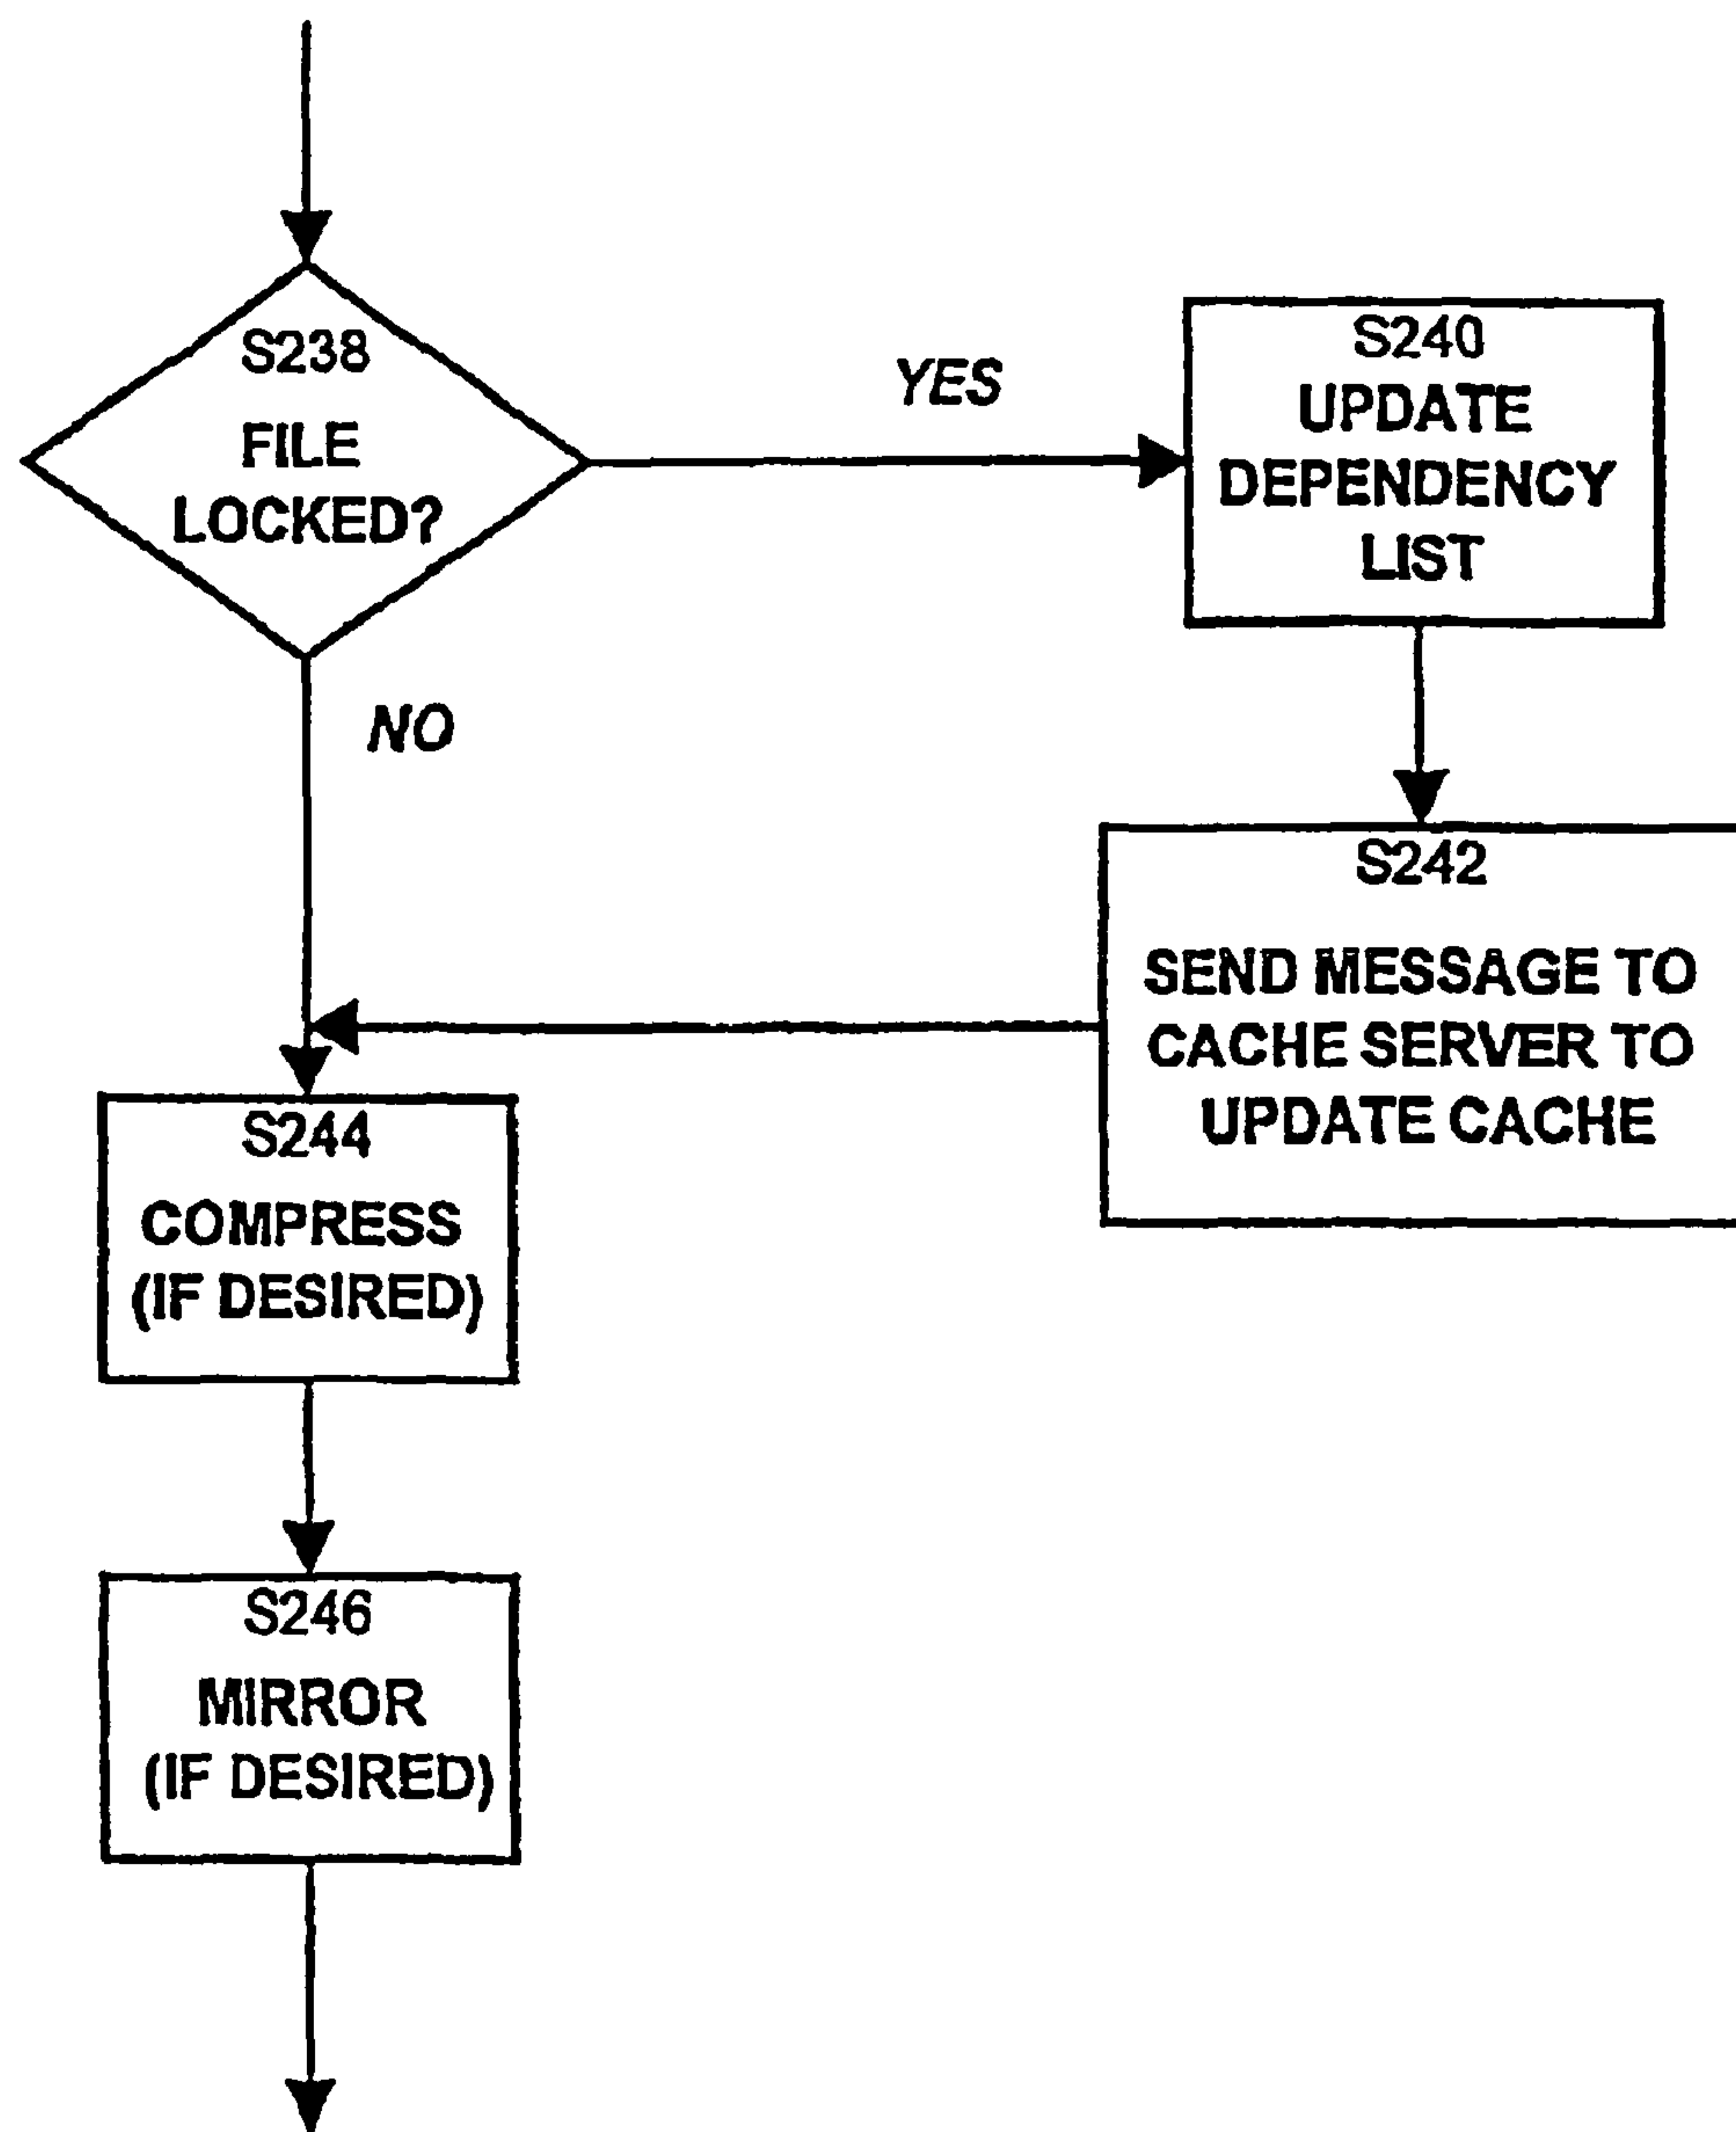 S238
FILE
LOCKED?
YES
S240
UPDATE
DEPENDENCY
LIST
NO
S242
SEND MESSAGE TO
CACHE SERVER TO
UPDATE CACHE
S244
COMPRESS
(IF DESIRED)
S246
MIRROR
(IF DESIRED)